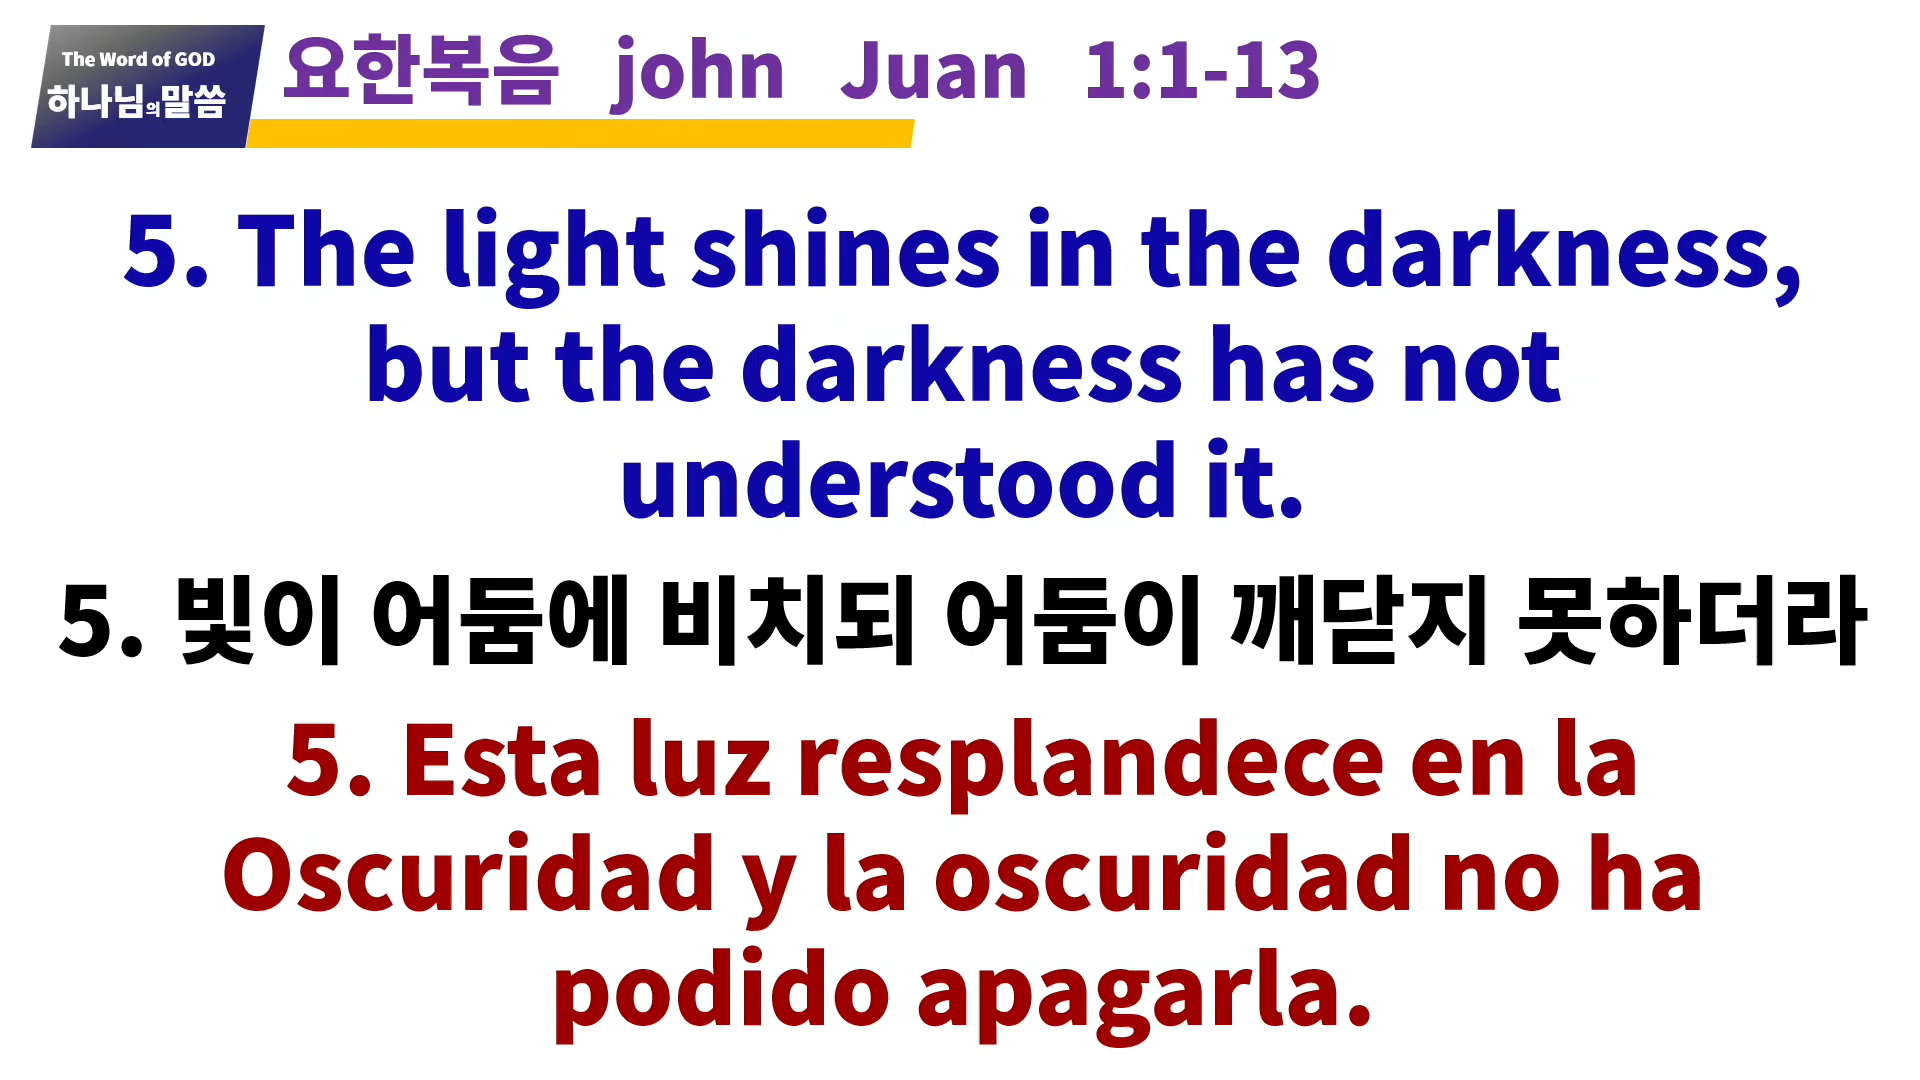 The Word of GOD
하나님의말씀
요한복음 john Juan 1:1-13
5. The light shines in the darkness,
but the darkness has not
understood it.
5. 빛이 어둠에 비치되 어둠이 깨닫지 못하더라
5. Esta luz resplandece en la
Oscuridad y la oscuridad no ha
podido apagarla.